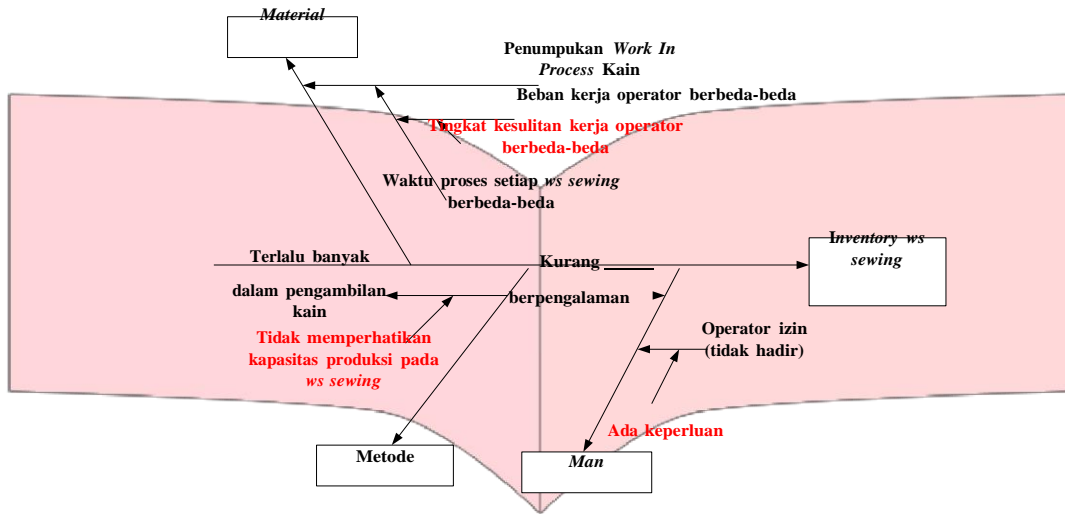 Material
Penumpukan Work In
Process Kain
Beban kerja operator berbeda-beda
Tingkat kesulitan kerja operator
berbeda-beda
Waktu proses setiap ws sewing
berbeda-beda
Terlalu banyak
dalam pengambilan
kain
Tidak memperhatikan
kapasitas produksi pada
ws sewing
Kurang
berpengalaman
Inventory ws
sewing
Operator izin
(tidak hadir)
Ada keperluan
Metode
Man